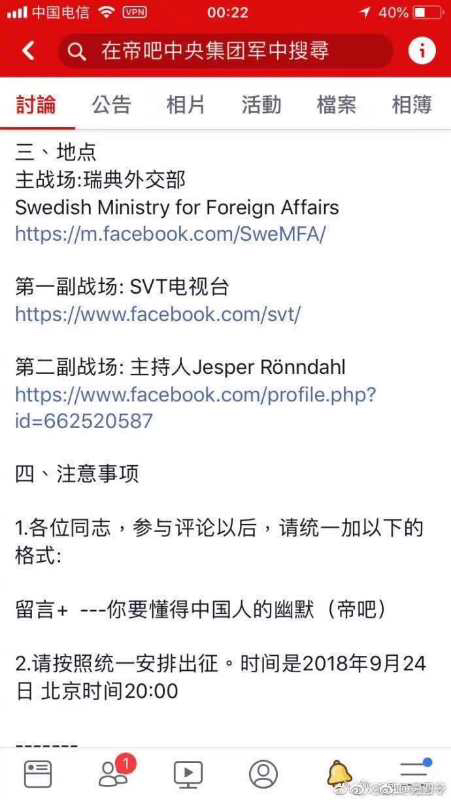 中国电信 VPN 00:22 40%
在帝吧中央集团军中搜尋
討論 公告 相片 活動 檔案 相簿
三、地点
主战场:瑞典外交部
Swedish Ministry for Foreign Affairs
https://m.facebook.com/SweMFA/
第一副战场: SVT电视台
https://www.facebook.com/svt/
第二副战场: 主持人Jesper Rönndahl
https://www.facebook.com/profile.php?
id=662520587
四、注意事项
1.各位同志，参与评论以后，请统一加以下的
格式:
留言+ ---你要懂得中国人的幽默（帝吧）
2.请按照统一安排出征。时间是2018年9月24
日 北京时间20:00
-------
1